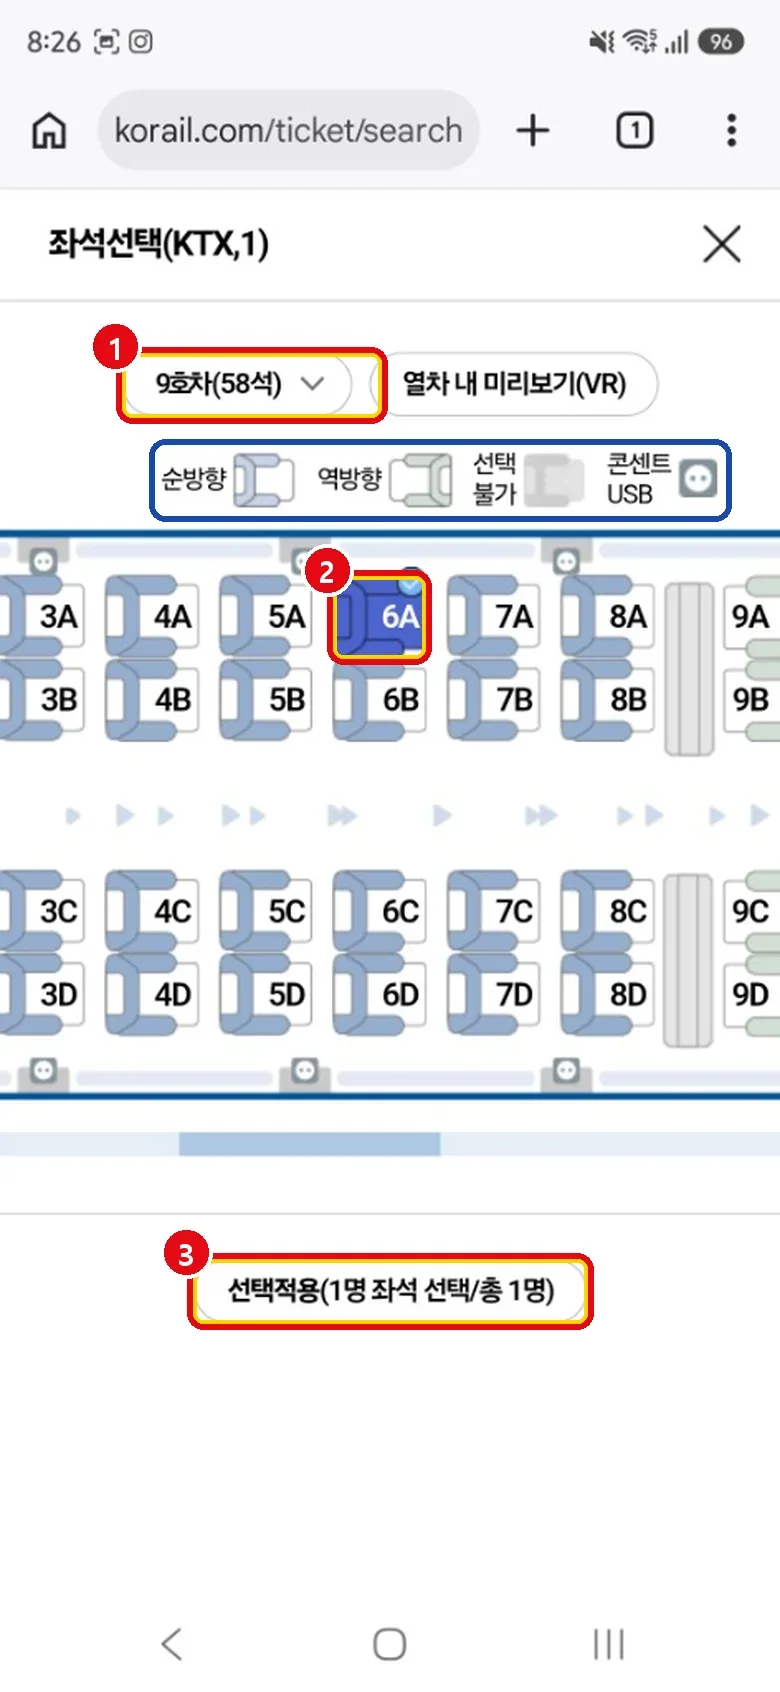 8:26 96
korail.com/ticket/search 1
좌석선택(KTX,1)
1
9호차(58석) 열차 내 미리보기(VR)
순방향 역방향 선택 불가 콘센트 USB
2
3A 4A 5A 6A 7A 8A 9A
3B 4B 5B 6B 7B 8B 9B
3C 4C 5C 6C 7C 8C 9C
3D 4D 5D 6D 7D 8D 9D
3
선택적용(1명 좌석 선택/총 1명)